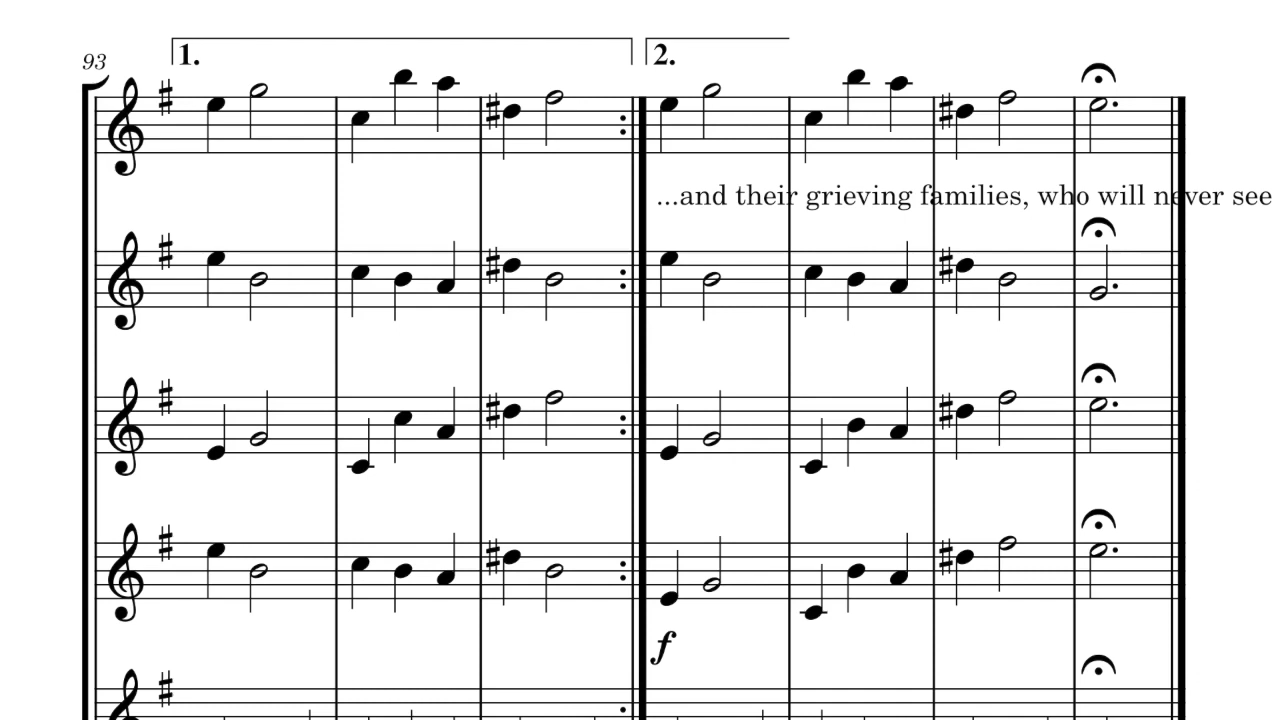 93
1.
2.
...and their grieving families, who will never see
f